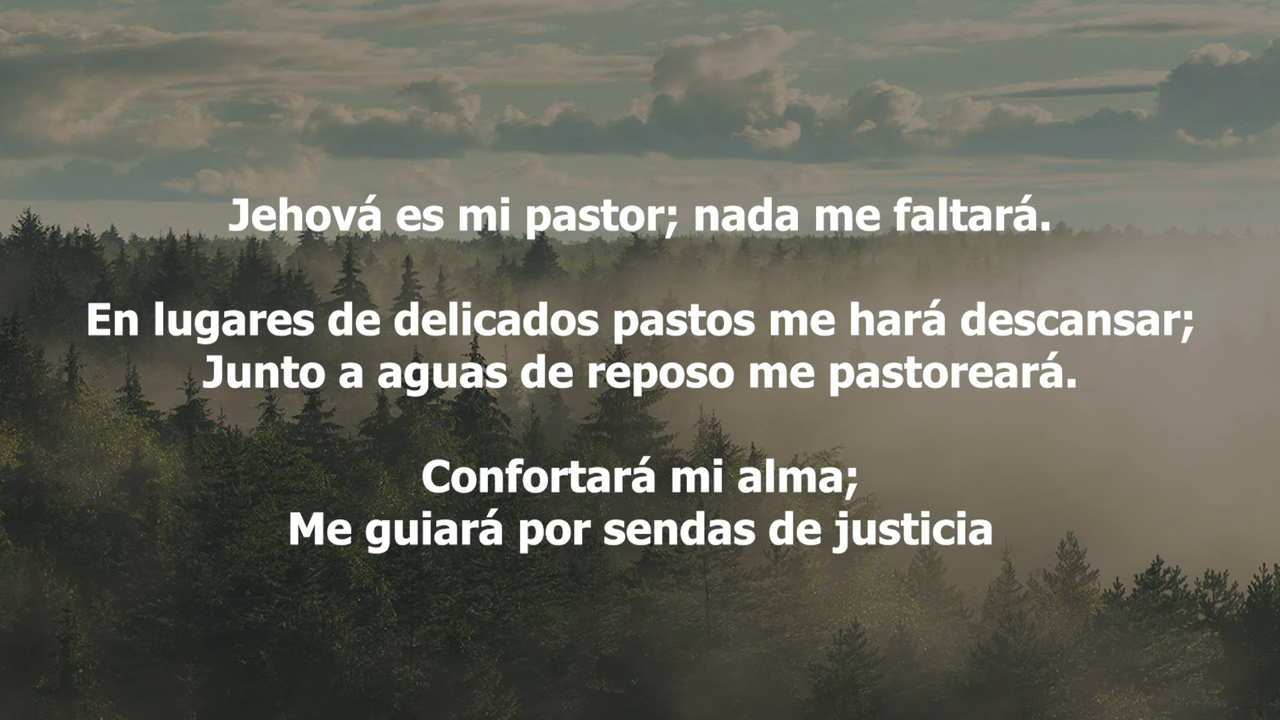 Jehová es mi pastor; nada me faltará.
En lugares de delicados pastos me hará descansar;
Junto a aguas de reposo me pastoreará.
Confortará mi alma;
Me guiará por sendas de justicia